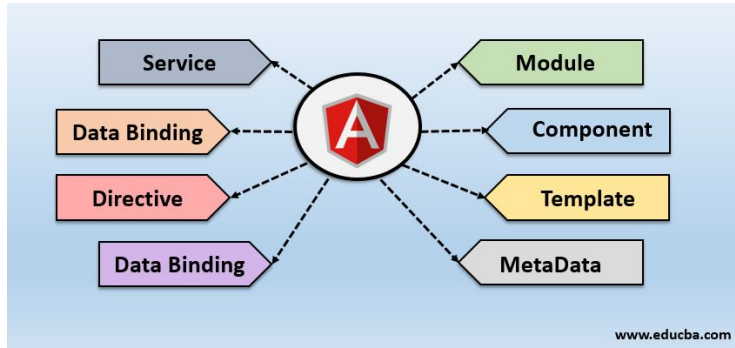 Service
Module
Data Binding
Component
Directive
Template
Data Binding
MetaData
www.educba.com